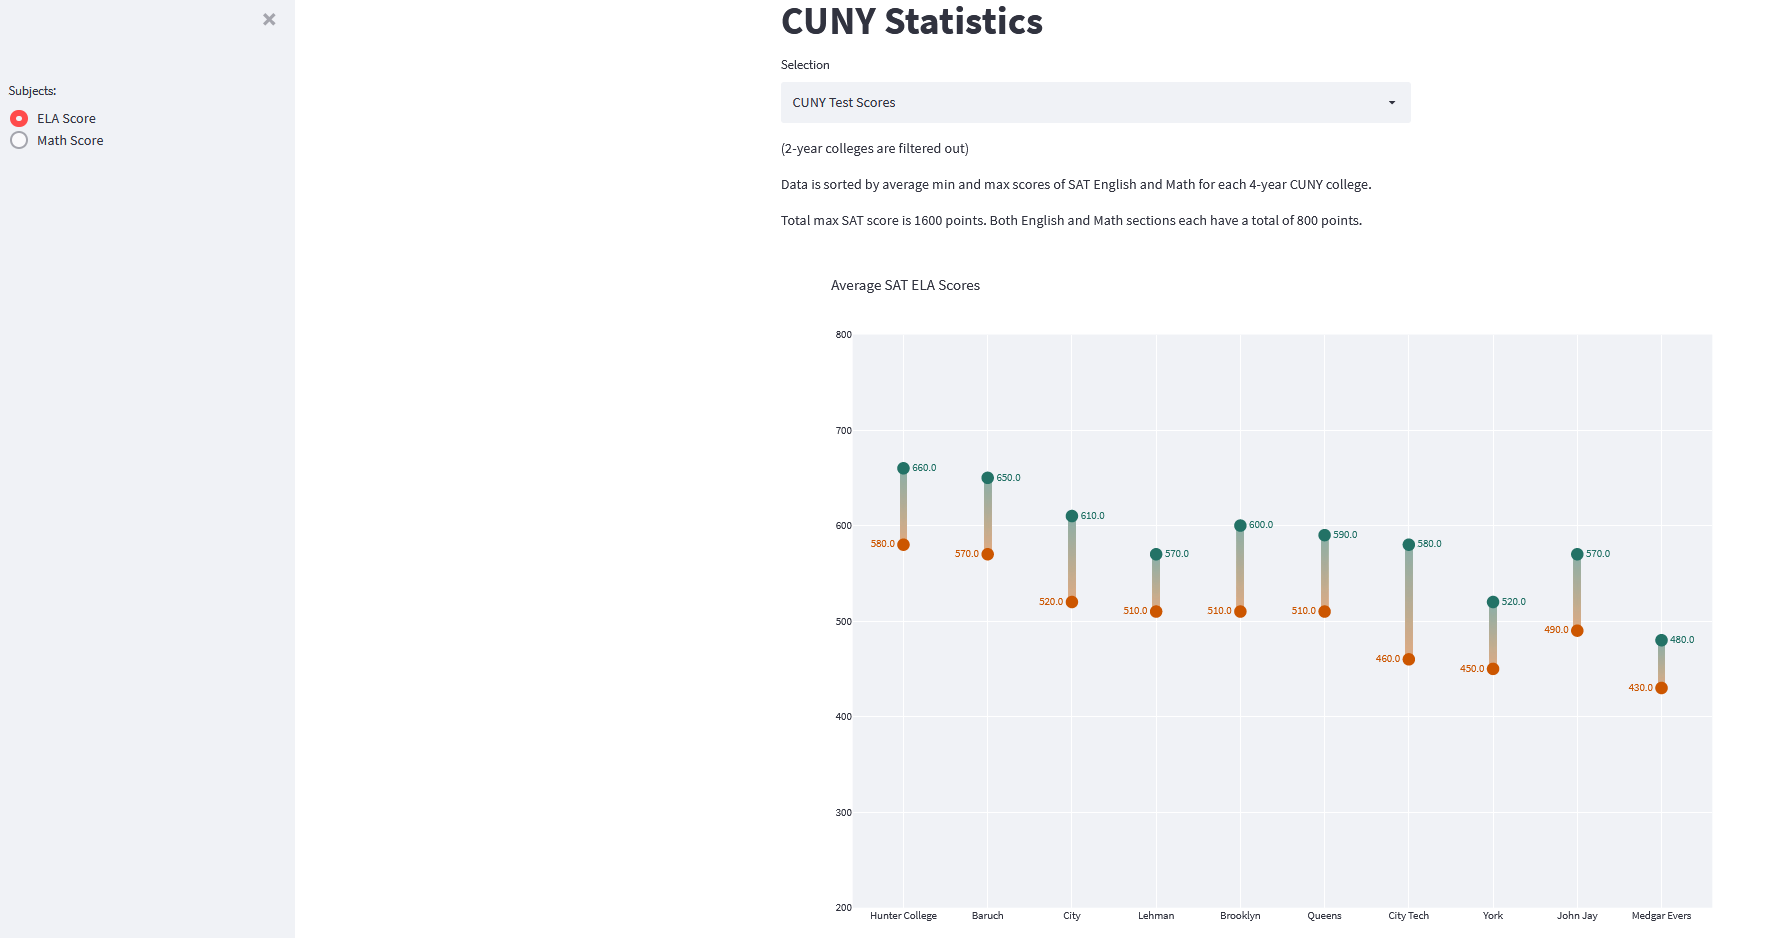 CUNY Statistics
Selection
CUNY Test Scores
Subjects:
ELA Score
Math Score
(2-year colleges are filtered out)
Data is sorted by average min and max scores of SAT English and Math for each 4-year CUNY college.
Total max SAT score is 1600 points. Both English and Math sections each have a total of 800 points.
Average SAT ELA Scores
800
700
600
500
400
300
200
660.0
580.0
650.0
570.0
610.0
520.0
570.0
510.0
600.0
510.0
590.0
510.0
580.0
460.0
520.0
450.0
570.0
490.0
480.0
430.0
Hunter College
Baruch
City
Lehman
Brooklyn
Queens
City Tech
York
John Jay
Medgar Evers